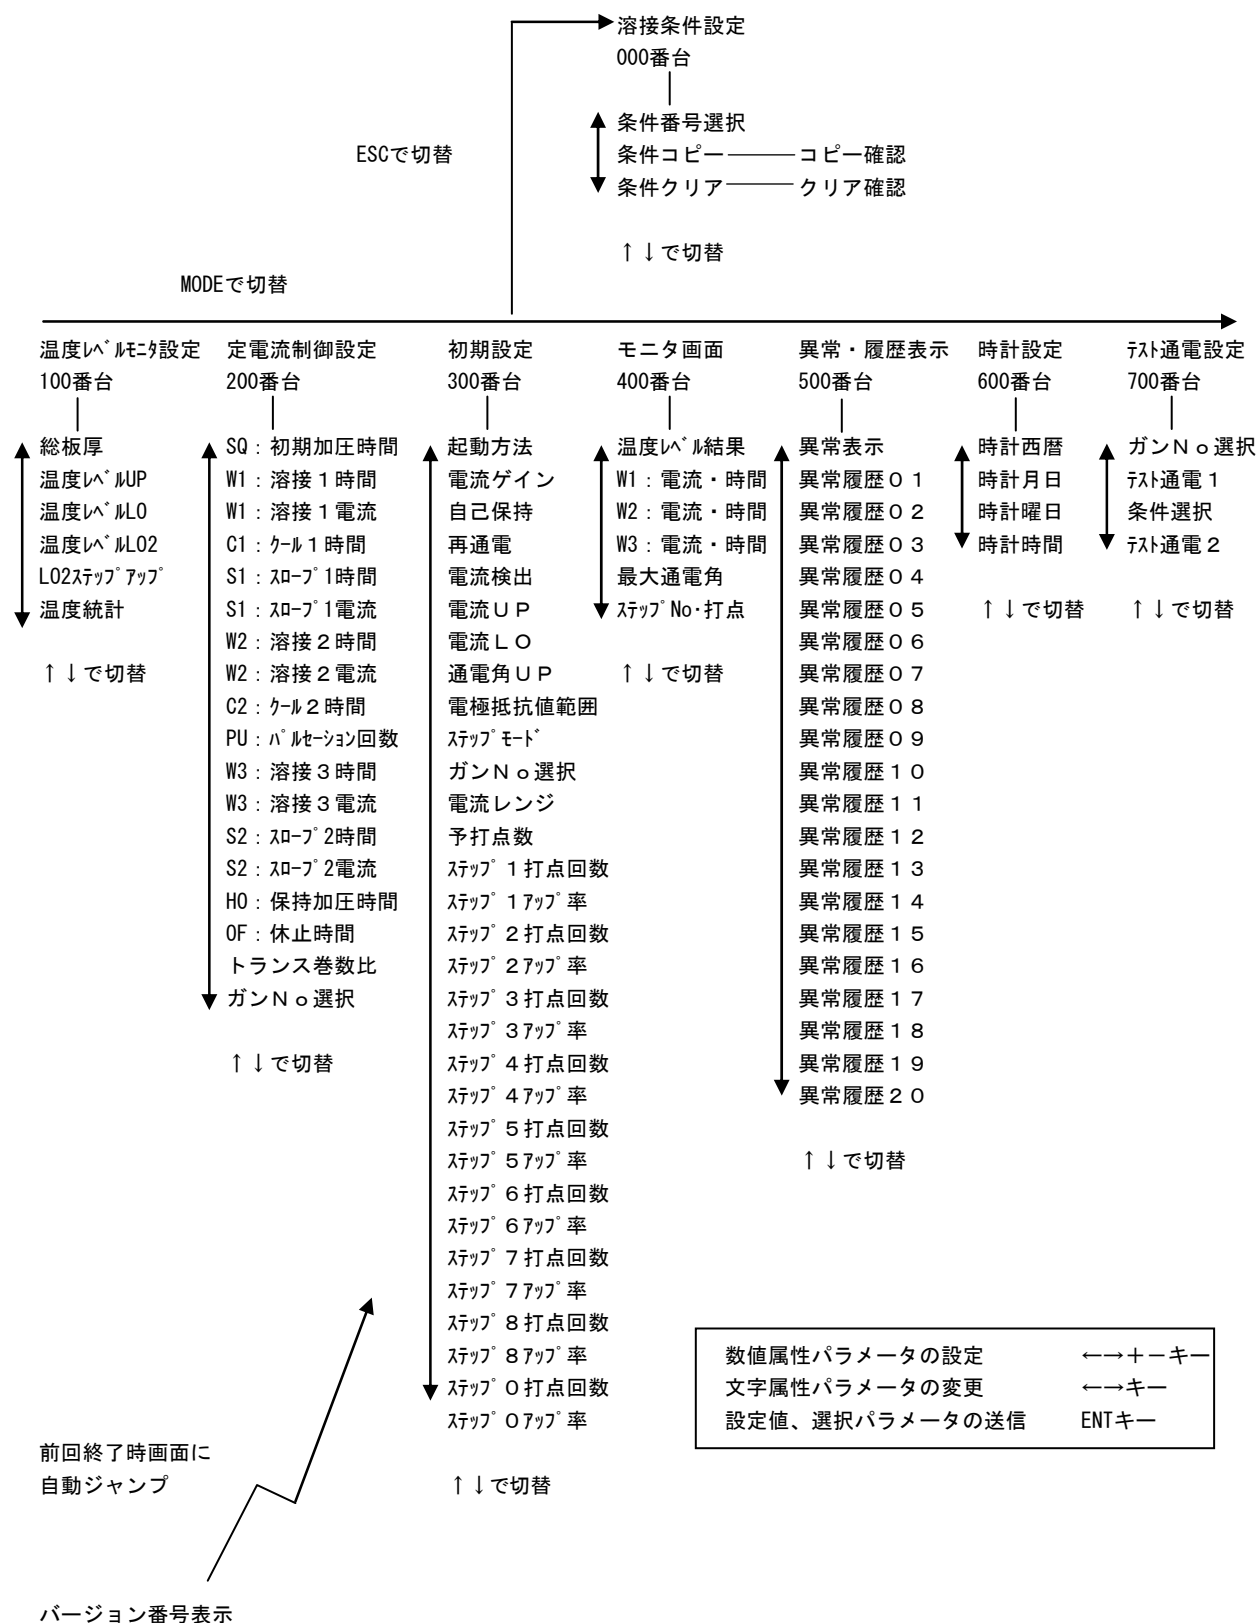 溶接条件設定
000番台
条件番号選択
条件コピー―――コピー確認
条件クリア―――クリア確認
↑↓で切替
ESCで切替
MODEで切替
温度ﾚﾍﾞﾙﾓﾆﾀ設定
100番台
総板厚
温度ﾚﾍﾞﾙUP
温度ﾚﾍﾞﾙLO
温度ﾚﾍﾞﾙLO2
LO2ｽﾃｯﾌﾟｱｯﾌﾟ
温度統計
↑↓で切替
定電流制御設定
200番台
SQ：初期加圧時間
W1：溶接１時間
W1：溶接１電流
C1：ｸｰﾙ１時間
S1：ｽﾛｰﾌﾟ1時間
S1：ｽﾛｰﾌﾟ1電流
W2：溶接２時間
W2：溶接２電流
C2：ｸｰﾙ２時間
PU：ﾊﾟﾙｾｰｼｮﾝ回数
W3：溶接３時間
W3：溶接３電流
S2：ｽﾛｰﾌﾟ2時間
S2：ｽﾛｰﾌﾟ2電流
HO：保持加圧時間
OF：休止時間
トランス巻数比
ガンＮｏ選択
↑↓で切替
初期設定
300番台
起動方法
電流ゲイン
自己保持
再通電
電流検出
電流ＵＰ
電流ＬＯ
通電角ＵＰ
電極抵抗値範囲
ｽﾃｯﾌﾟﾓｰﾄﾞ
ガンＮｏ選択
電流レンジ
予打点数
ｽﾃｯﾌﾟ１打点回数
ｽﾃｯﾌﾟ１ｱｯﾌﾟ率
ｽﾃｯﾌﾟ２打点回数
ｽﾃｯﾌﾟ２ｱｯﾌﾟ率
ｽﾃｯﾌﾟ３打点回数
ｽﾃｯﾌﾟ３ｱｯﾌﾟ率
ｽﾃｯﾌﾟ４打点回数
ｽﾃｯﾌﾟ４ｱｯﾌﾟ率
ｽﾃｯﾌﾟ５打点回数
ｽﾃｯﾌﾟ５ｱｯﾌﾟ率
ｽﾃｯﾌﾟ６打点回数
ｽﾃｯﾌﾟ６ｱｯﾌﾟ率
ｽﾃｯﾌﾟ７打点回数
ｽﾃｯﾌﾟ７ｱｯﾌﾟ率
ｽﾃｯﾌﾟ８打点回数
ｽﾃｯﾌﾟ８ｱｯﾌﾟ率
ｽﾃｯﾌﾟ０打点回数
ｽﾃｯﾌﾟ０ｱｯﾌﾟ率
↑↓で切替
モニタ画面
400番台
温度ﾚﾍﾞﾙ結果
W1：電流・時間
W2：電流・時間
W3：電流・時間
最大通電角
ｽﾃｯﾌﾟNo･打点
↑↓で切替
異常・履歴表示
500番台
異常表示
異常履歴０１
異常履歴０２
異常履歴０３
異常履歴０４
異常履歴０５
異常履歴０６
異常履歴０７
異常履歴０８
異常履歴０９
異常履歴１０
異常履歴１１
異常履歴１２
異常履歴１３
異常履歴１４
異常履歴１５
異常履歴１６
異常履歴１７
異常履歴１８
異常履歴１９
異常履歴２０
↑↓で切替
時計設定
600番台
時計西暦
時計月日
時計曜日
時計時間
↑↓で切替
ﾃｽﾄ通電設定
700番台
ガンＮｏ選択
ﾃｽﾄ通電１
条件選択
ﾃｽﾄ通電２
↑↓で切替
数値属性パラメータの設定 ←→＋－キー
文字属性パラメータの変更 ←→キー
設定値、選択パラメータの送信 ENTキー
前回終了時画面に
自動ジャンプ
バージョン番号表示